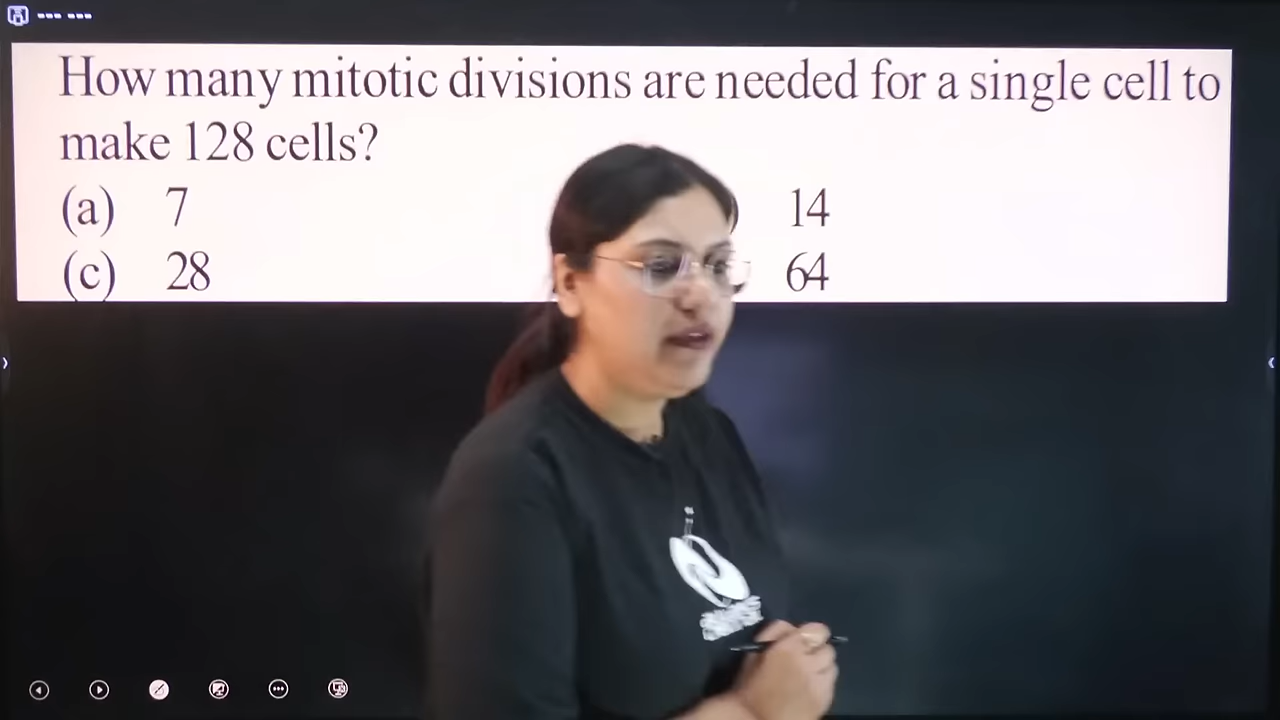 How many mitotic divisions are needed for a single cell to
make 128 cells?
(a) 7 14
(c) 28 64